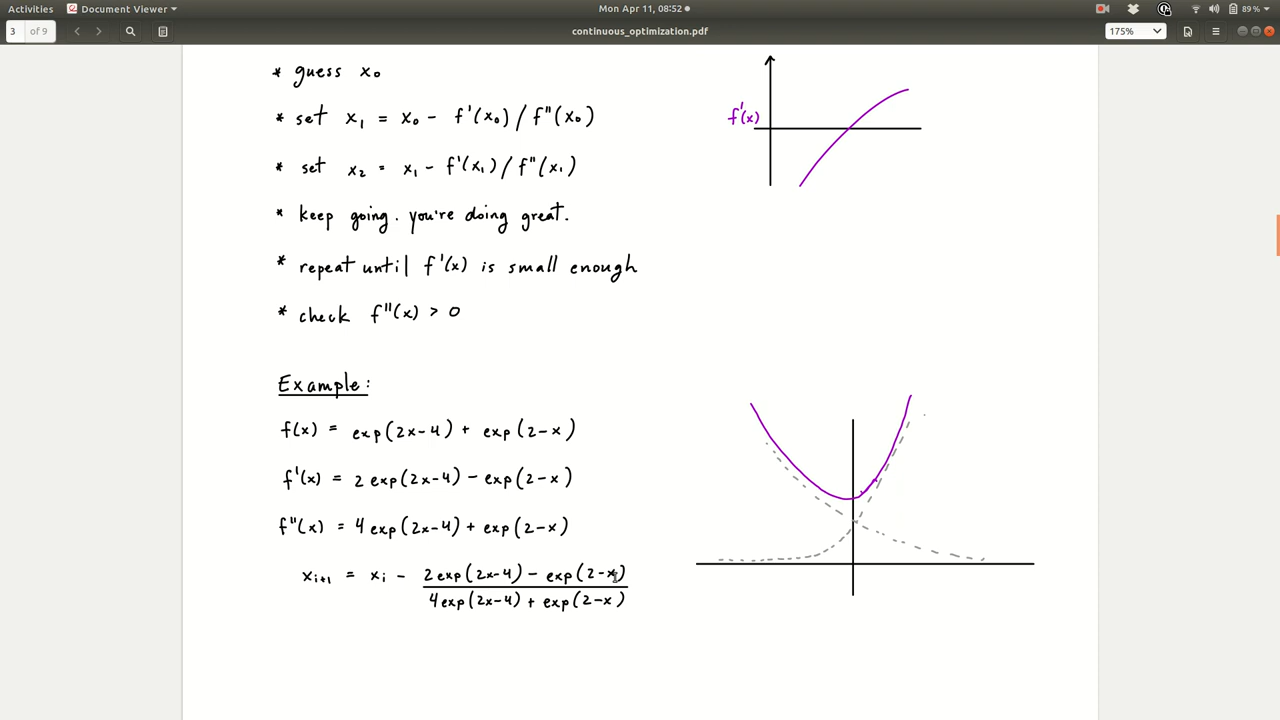 Activities Document Viewer Mon Apr 11, 08:52 89%
3 of 9 continuous_optimization.pdf 175%
* guess x₀
* set x₁ = x₀ - f'(x₀) / f"(x₀)
f'(x)
* set x₂ = x₁ - f'(x₁) / f"(x₁)
* keep going. you're doing great.
* repeat until f'(x) is small enough
* check f"(x) > 0
Example:
f(x) = exp(2x-4) + exp(2-x)
f'(x) = 2 exp(2x-4) - exp(2-x)
f"(x) = 4 exp(2x-4) + exp(2-x)
xᵢ₊₁ = xᵢ - 2 exp(2x-4) - exp(2-x)
4 exp(2x-4) + exp(2-x)